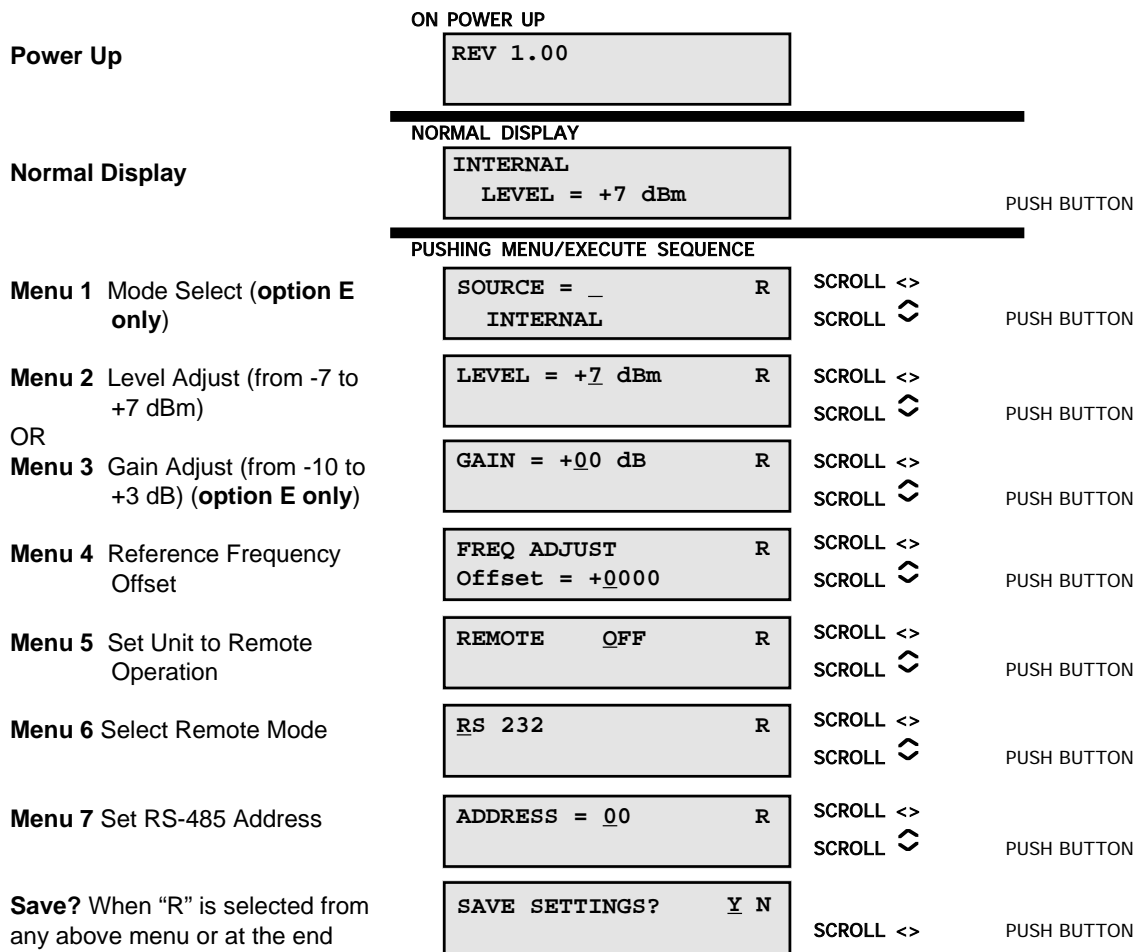 ON POWER UP
Power Up
REV 1.00
NORMAL DISPLAY
Normal Display
INTERNAL
LEVEL = +7 dBm
PUSH BUTTON
PUSHING MENU/EXECUTE SEQUENCE
Menu 1 Mode Select (option E
only)
SOURCE = _ R
INTERNAL
SCROLL <>
SCROLL
PUSH BUTTON
Menu 2 Level Adjust (from -7 to
+7 dBm)
LEVEL = +7 dBm R
SCROLL <>
SCROLL
PUSH BUTTON
OR
Menu 3 Gain Adjust (from -10 to
+3 dB) (option E only)
GAIN = +00 dB R
SCROLL <>
SCROLL
PUSH BUTTON
Menu 4 Reference Frequency
Offset
FREQ ADJUST R
Offset = +0000
SCROLL <>
SCROLL
PUSH BUTTON
Menu 5 Set Unit to Remote
Operation
REMOTE OFF R
SCROLL <>
SCROLL
PUSH BUTTON
Menu 6 Select Remote Mode
RS 232 R
SCROLL <>
SCROLL
PUSH BUTTON
Menu 7 Set RS-485 Address
ADDRESS = 00 R
SCROLL <>
SCROLL
PUSH BUTTON
Save? When “R” is selected from
any above menu or at the end
SAVE SETTINGS? Y N
SCROLL <>
PUSH BUTTON